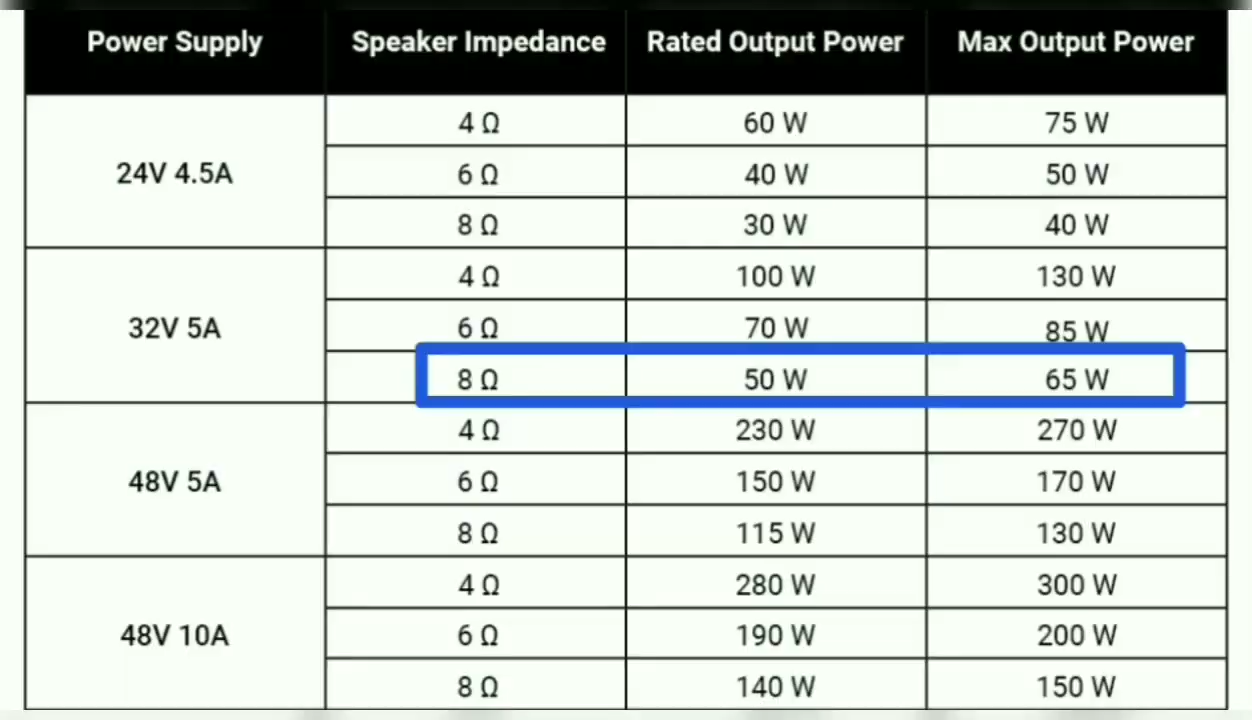 Power Supply Speaker Impedance Rated Output Power Max Output Power
24V 4.5A
4 Ω 60 W 75 W
6 Ω 40 W 50 W
8 Ω 30 W 40 W
32V 5A
4 Ω 100 W 130 W
6 Ω 70 W 85 W
8 Ω 50 W 65 W
48V 5A
4 Ω 230 W 270 W
6 Ω 150 W 170 W
8 Ω 115 W 130 W
48V 10A
4 Ω 280 W 300 W
6 Ω 190 W 200 W
8 Ω 140 W 150 W